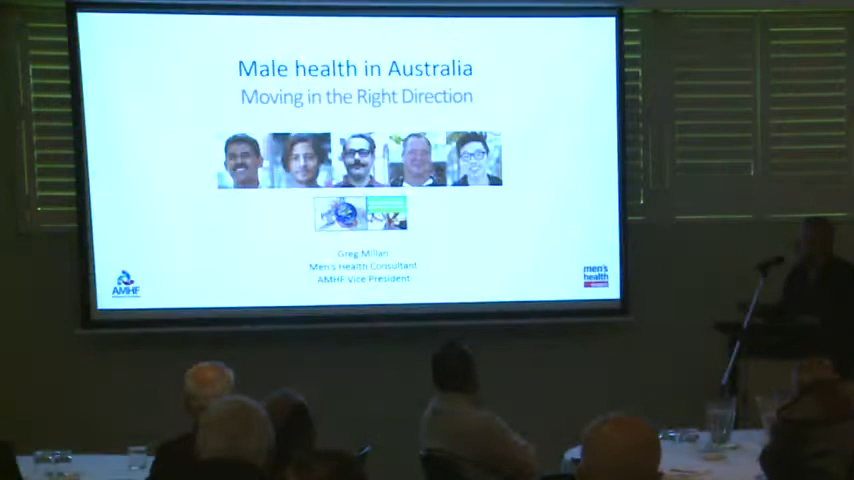 Male health in Australia
Moving in the Right Direction
Greg Millan
Men's Health Consultant
AMHF Vice President
AMHF
men's
health